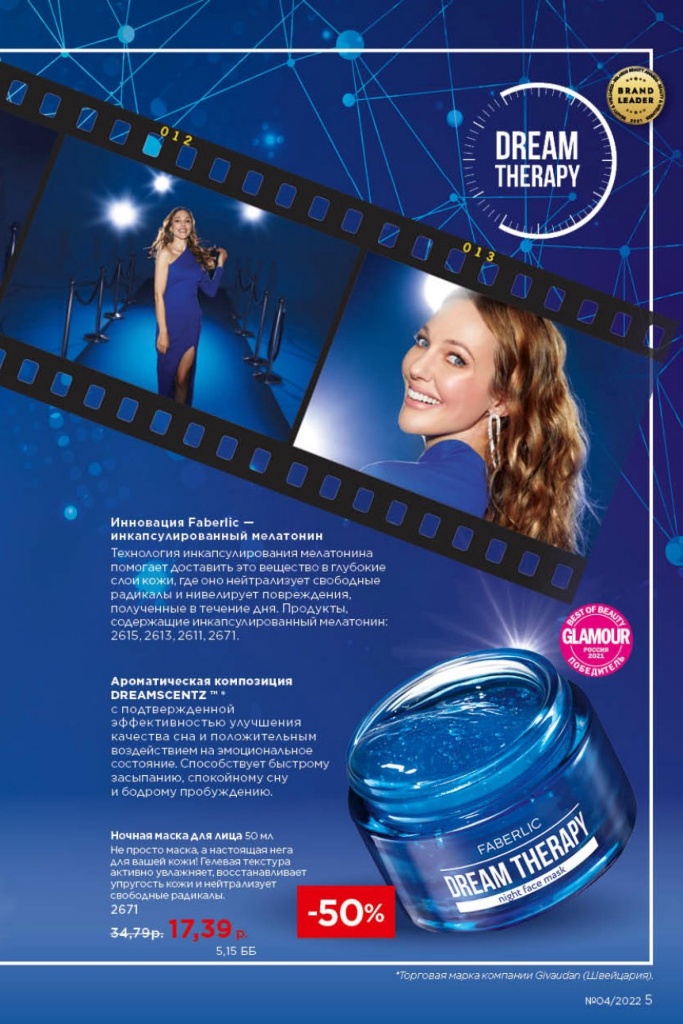 012
BRAND
LEADER
DREAM
THERAPY
013
Инновация Faberlic —
инкапсулированный мелатонин
Технология инкапсулирования мелатонина
помогает доставить это вещество в глубокие
слои кожи, где оно нейтрализует свободные
радикалы и нивелирует повреждения,
полученные в течение дня. Продукты,
содержащие инкапсулированный мелатонин:
2615, 2613, 2611, 2671.
BEST OF BEAUTY
GLAMOUR
РОССИЯ
2021
ПОБЕДИТЕЛЬ
Ароматическая композиция
DREAMSCENTZ ™ *
с подтвержденной
эффективностью улучшения
качества сна и положительным
воздействием на эмоциональное
состояние. Способствует быстрому
засыпанию, спокойному сну
и бодрому пробуждению.
FABERLIC
DREAM THERAPY
night face mask
Ночная маска для лица 50 мл
Не просто маска, а настоящая нега
для вашей кожи! Гелевая текстура
активно увлажняет, восстанавливает
упругость кожи и нейтрализует
свободные радикалы.
2671
34,79р. 17,39 р.
5,15 ББ
-50%
*Торговая марка компании Givaudan (Швейцария).
№04/2022 5